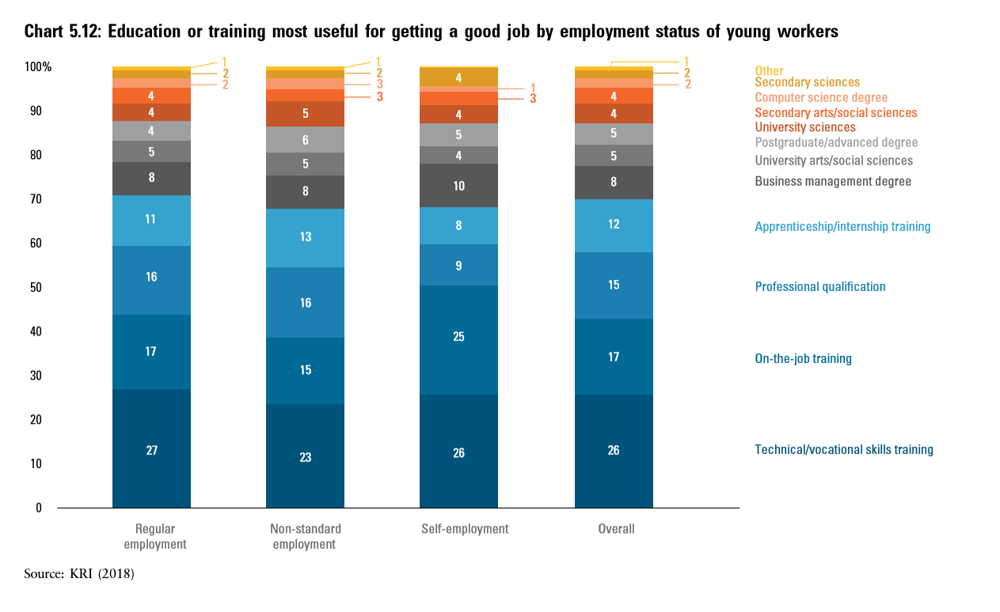 Chart 5.12: Education or training most useful for getting a good job by employment status of young workers
100%
90
80
70
60
50
40
30
20
10
0
1
2
2
4
4
4
5
8
11
16
17
27
1
2
3
3
5
6
5
8
13
16
15
23
4
1
3
4
5
4
10
8
9
25
26
1
2
2
4
4
5
5
8
12
15
17
26
Other
Secondary sciences
Computer science degree
Secondary arts/social sciences
University sciences
Postgraduate/advanced degree
University arts/social sciences
Business management degree
Apprenticeship/internship training
Professional qualification
On-the-job training
Technical/vocational skills training
Regular
employment
Non-standard
employment
Self-employment
Overall
Source: KRI (2018)